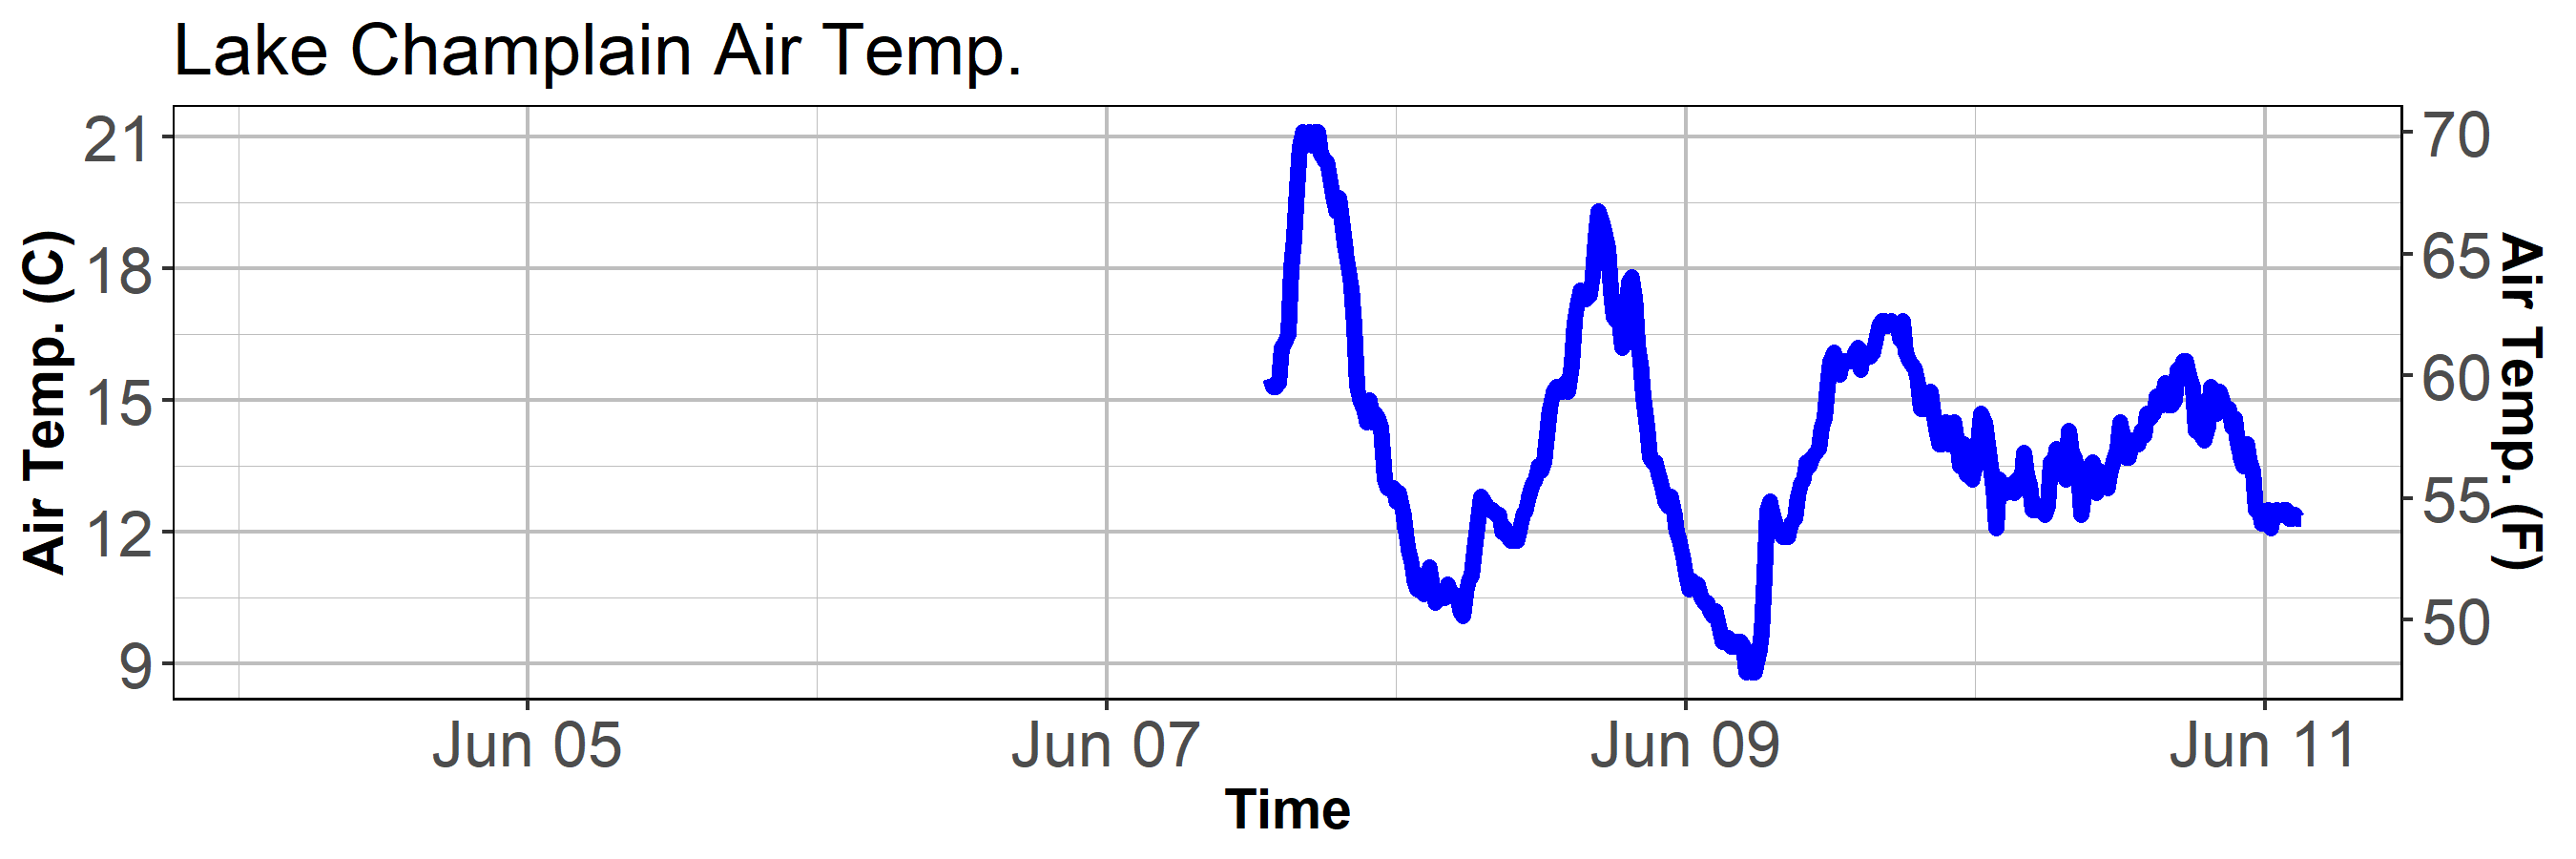 Lake Champlain Air Temp.
Air Temp. (C)
21
18
15
12
9
70
65
60
55
50
Air Temp. (F)
Jun 05
Jun 07
Jun 09
Jun 11
Time